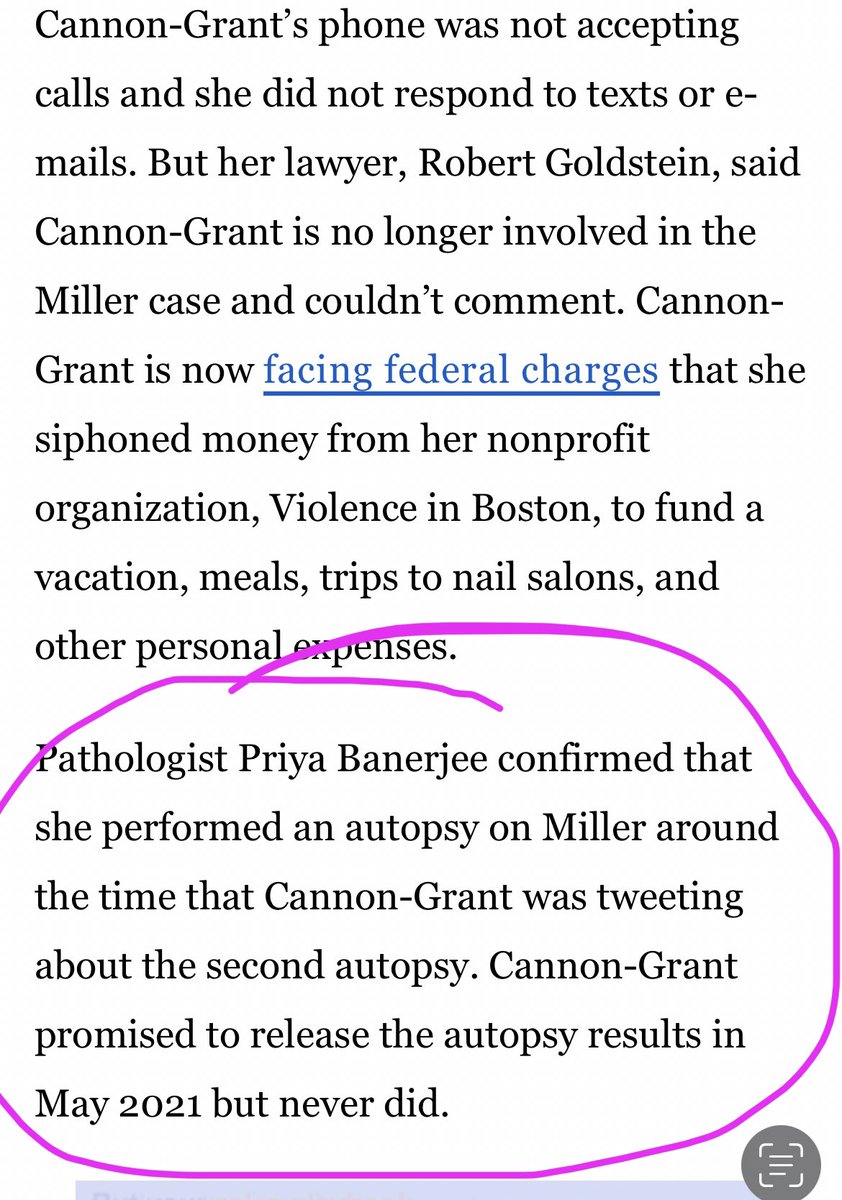 Cannon-Grant’s phone was not accepting
calls and she did not respond to texts or e-
mails. But her lawyer, Robert Goldstein, said
Cannon-Grant is no longer involved in the
Miller case and couldn’t comment. Cannon-
Grant is now facing federal charges that she
siphoned money from her nonprofit
organization, Violence in Boston, to fund a
vacation, meals, trips to nail salons, and
other personal expenses.
Pathologist Priya Banerjee confirmed that
she performed an autopsy on Miller around
the time that Cannon-Grant was tweeting
about the second autopsy. Cannon-Grant
promised to release the autopsy results in
May 2021 but never did.